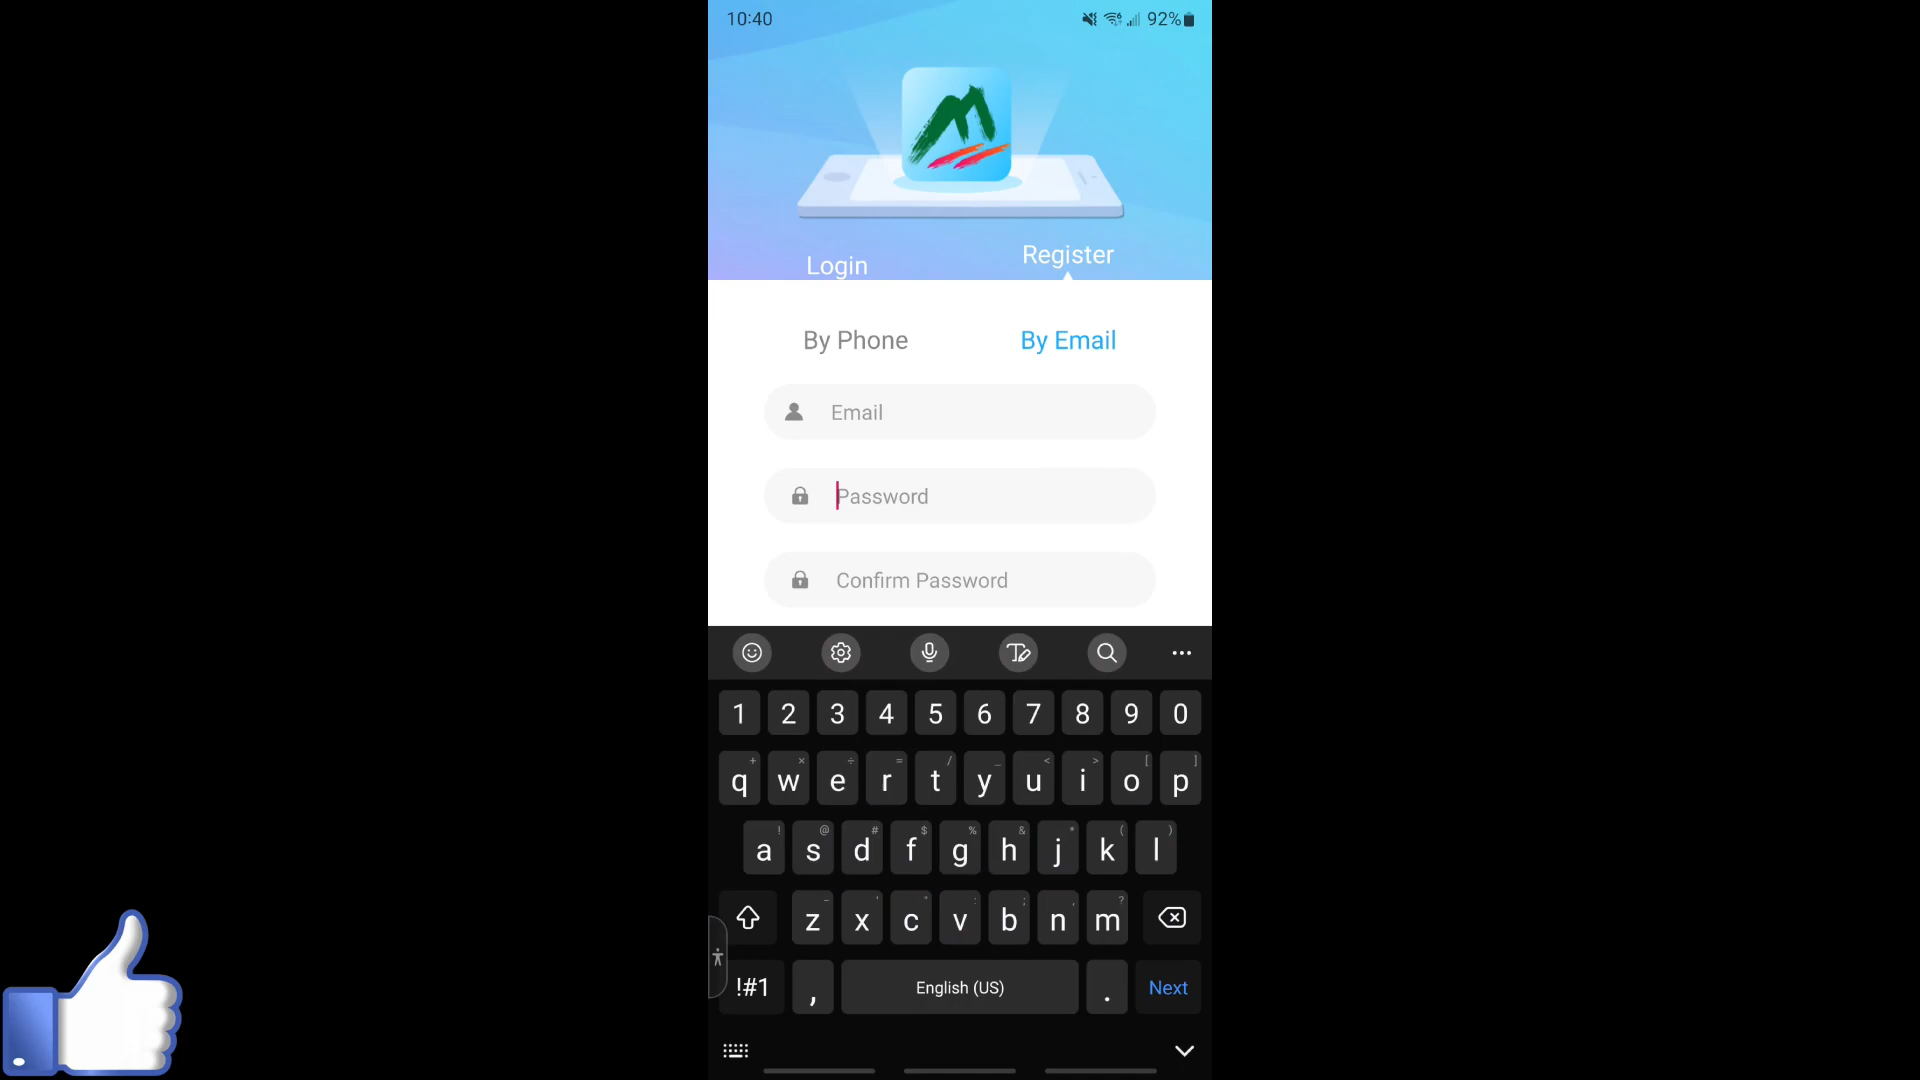 10:40
92%
Login
Register
By Phone
By Email
Email
Password
Confirm Password
1 2 3 4 5 6 7 8 9 0
+ × ÷ = / _ < > [ ]
q w e r t y u i o p
! @ # $ % & * ( )
a s d f g h j k l
- ' " : ; , ?
z x c v b n m
!#1 , English (US) . Next